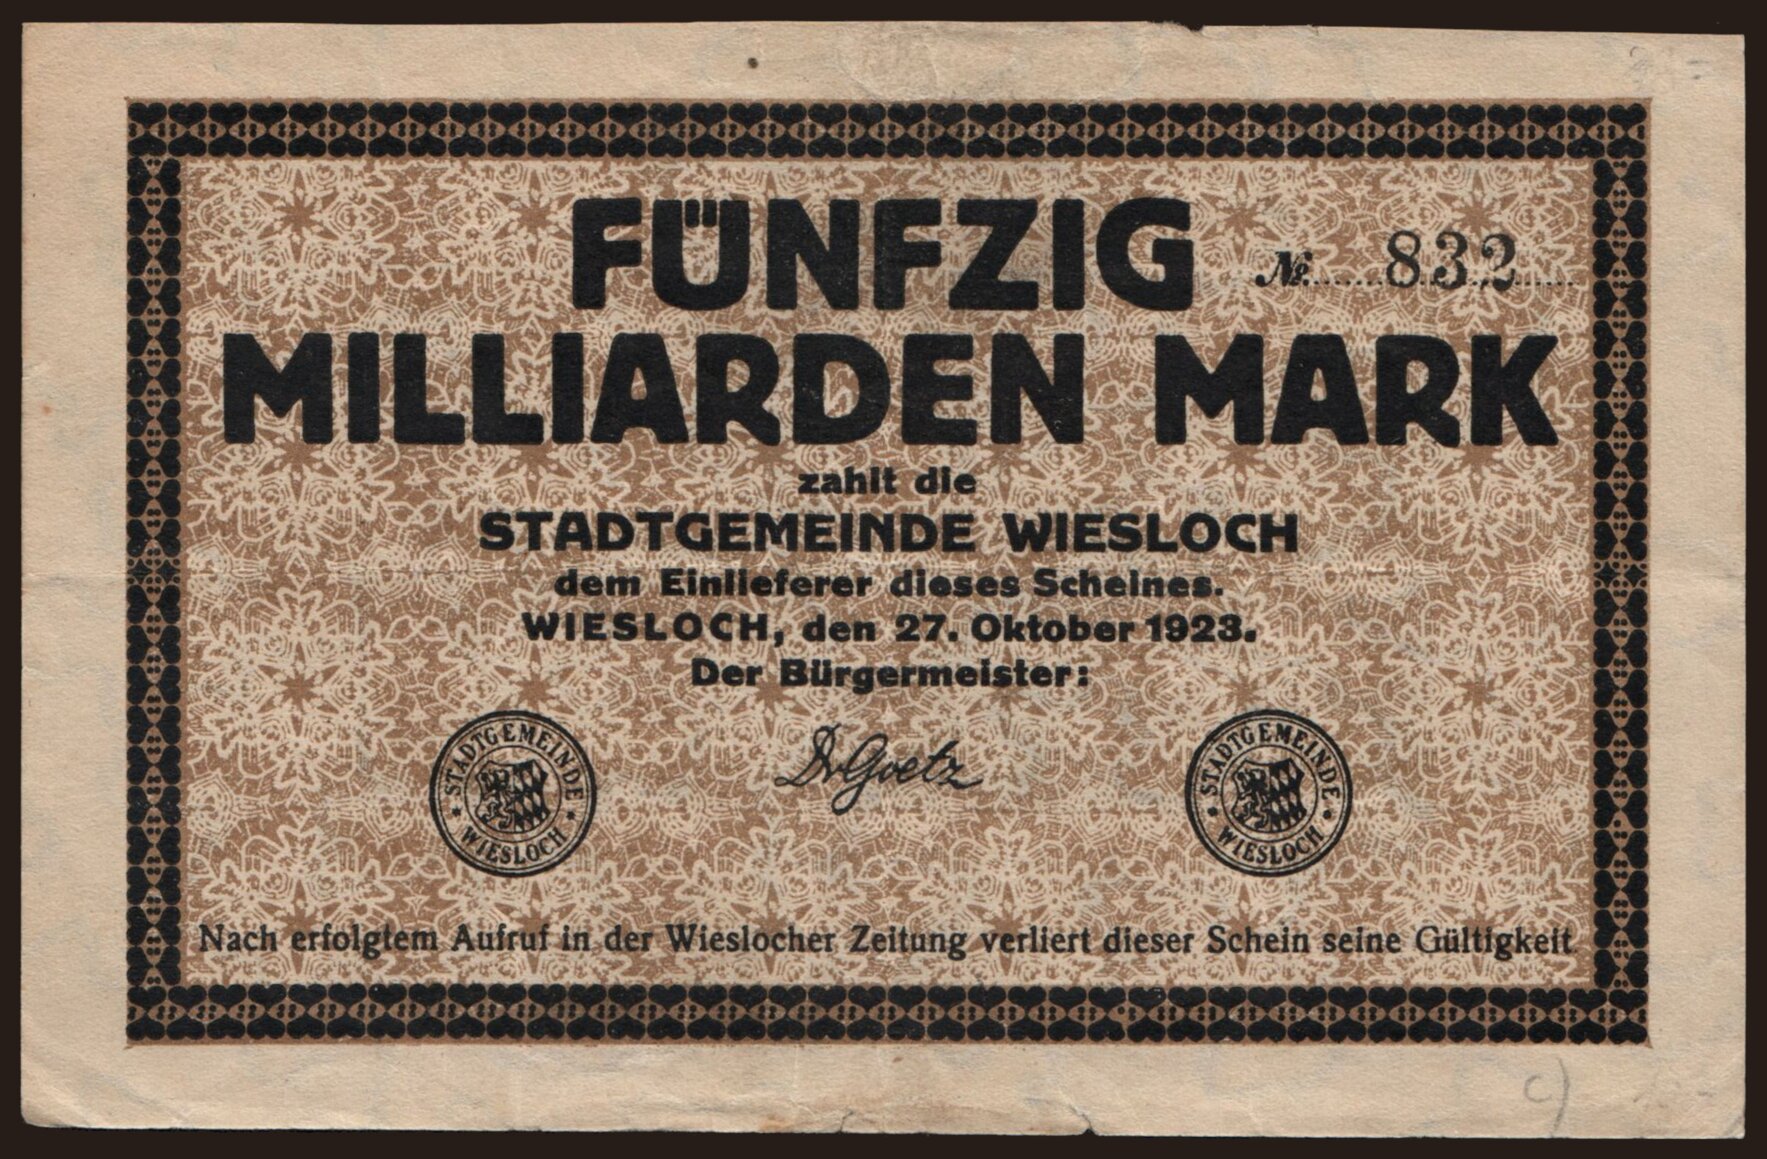 FÜNFZIG
№ 832
MILLIARDEN MARK
zahlt die
STADTGEMEINDE WIESLOCH
dem Einlieferer dieses Scheines.
WIESLOCH, den 27. Oktober 1923.
Der Bürgermeister:
Dr Goetz
STADTGEMEINDE
* WIESLOCH *
STADTGEMEINDE
* WIESLOCH *
Nach erfolgtem Aufruf in der Wieslocher Zeitung verliert dieser Schein seine Gültigkeit
c)